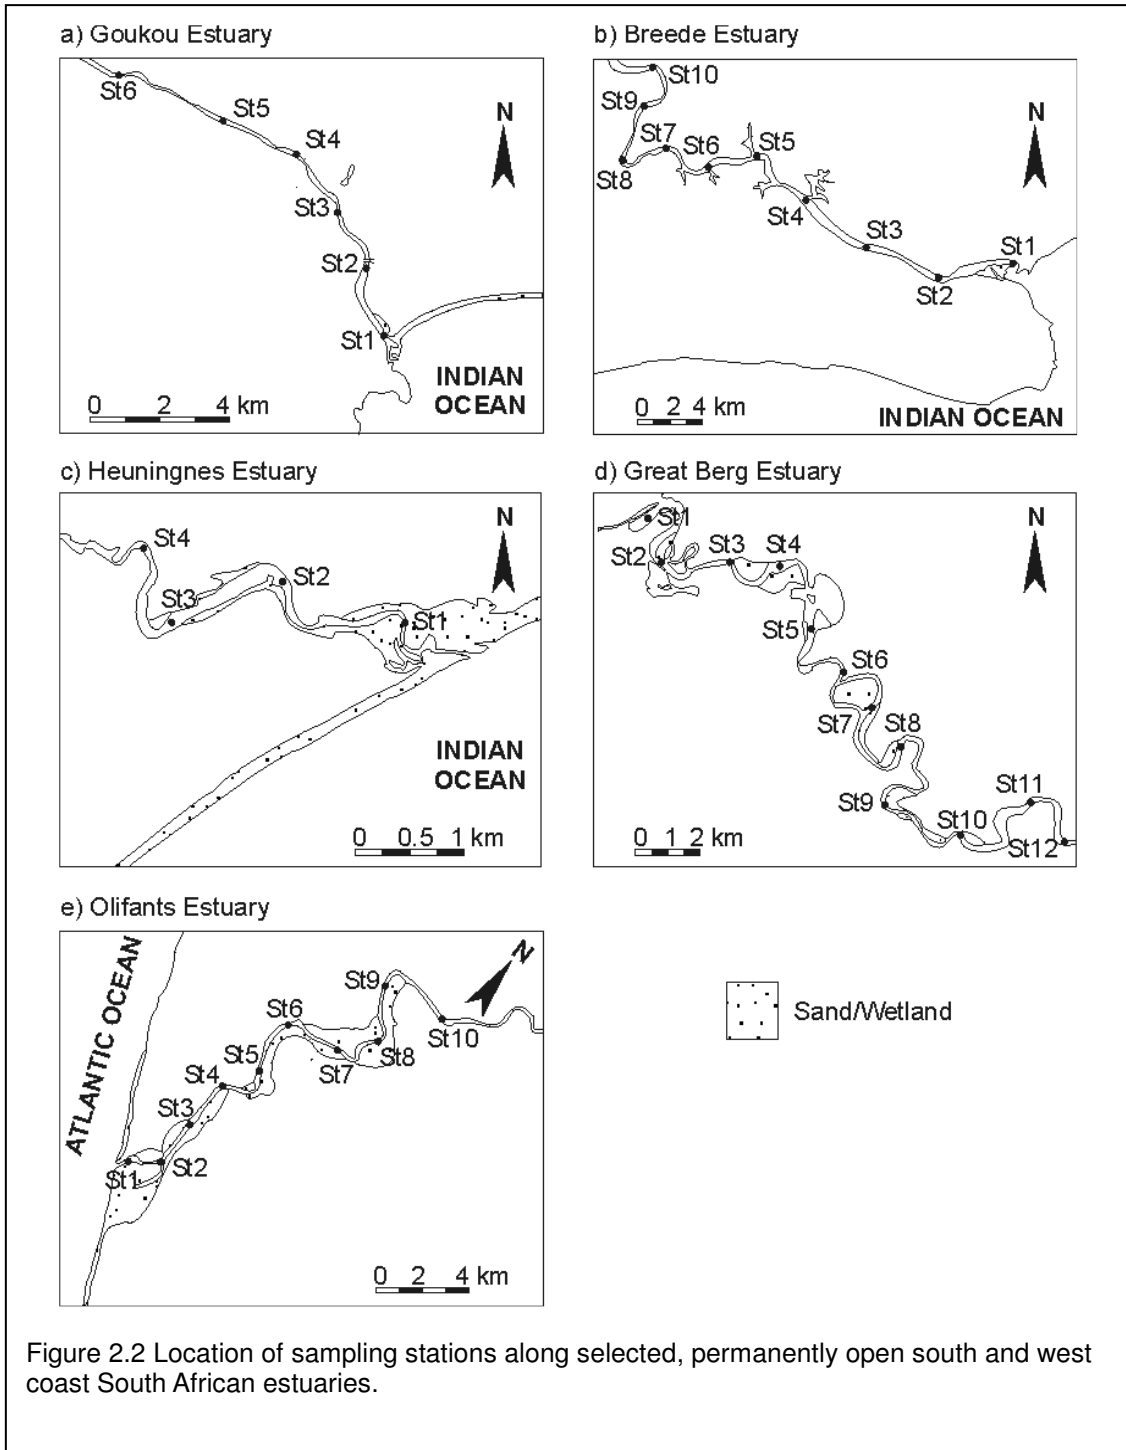 a) Goukou Estuary
St6
St5
St4
St3
St2
St1
N
INDIAN
OCEAN
0 2 4 km
b) Breede Estuary
St10
St9
St7
St6
St5
St8
St4
St3
St1
St2
N
0 2 4 km
INDIAN OCEAN
c) Heuningnes Estuary
St4
St2
St3
St1
N
INDIAN
OCEAN
0 0.5 1 km
d) Great Berg Estuary
St1
St2
St3
St4
St5
St6
St7
St8
St9
St10
St11
St12
N
0 1 2 km
e) Olifants Estuary
ATLANTIC OCEAN
N
St9
St6
St10
St5
St8
St7
St4
St3
St1
St2
0 2 4 km
Sand/Wetland
Figure 2.2 Location of sampling stations along selected, permanently open south and west
coast South African estuaries.